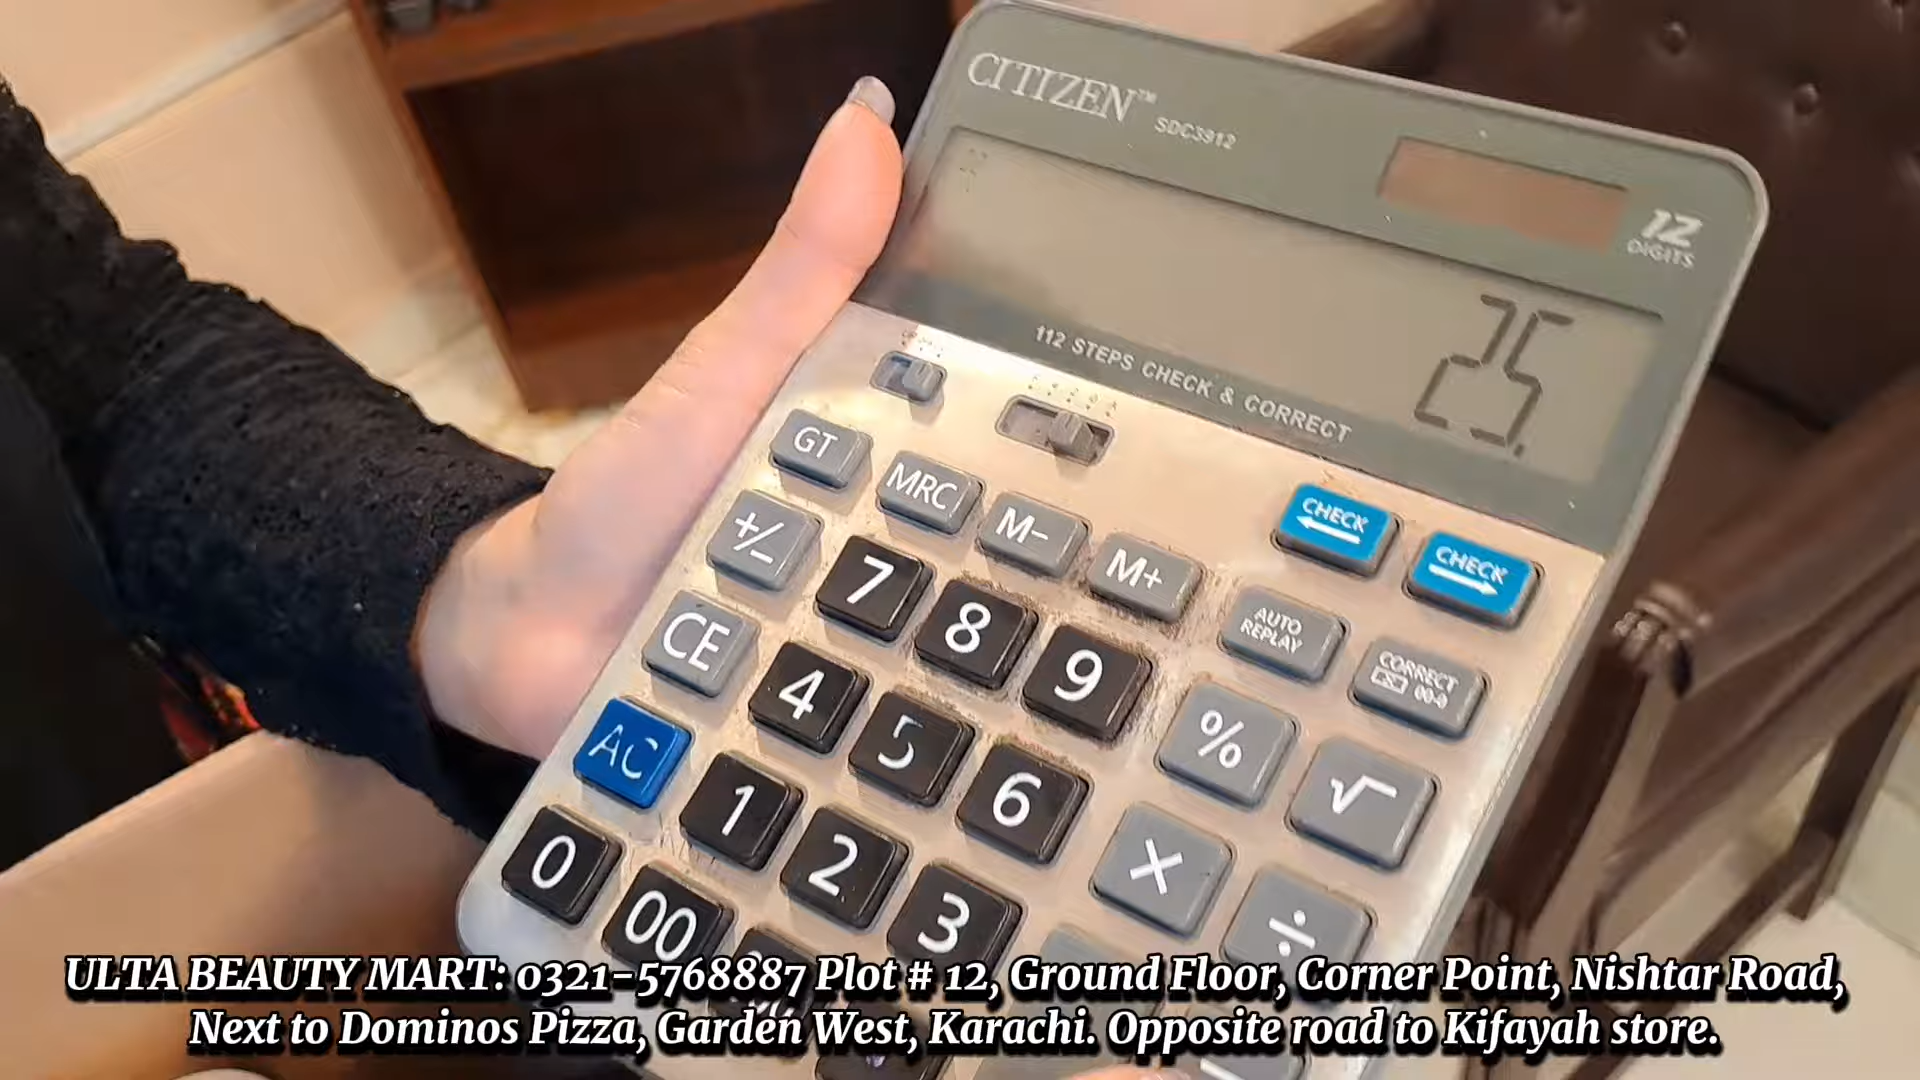 CITIZEN™
SDC3912
12
DIGITS
25.
112 STEPS CHECK & CORRECT
GT
MRC
M-
M+
CHECK
CHECK
+/-
7
8
9
AUTO
REPLAY
CORRECT
00→0
CE
4
5
6
%
√
AC
1
2
3
×
÷
0
00
ULTA BEAUTY MART: 0321-5768887 Plot # 12, Ground Floor, Corner Point, Nishtar Road,
Next to Dominos Pizza, Garden West, Karachi. Opposite road to Kifayah store.